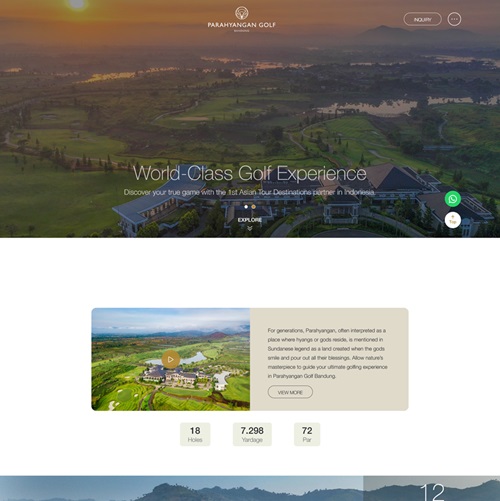 PARAHYANGAN GOLF
INQUIRY
World-Class Golf Experience
Discover your true game with the 1st Asian Tour Destinations partner in Indonesia
EXPLORE
Top
For generations, Parahyangan, often interpreted as a
place where hyangs or gods reside, is mentioned in
Sundanese legend as a land created when the gods
smile and pour out all their blessings. Allow nature's
masterpiece to guide your ultimate golfing experience
in Parahyangan Golf Bandung.
VIEW MORE
18
Holes
7.298
Yardage
72
Par
12